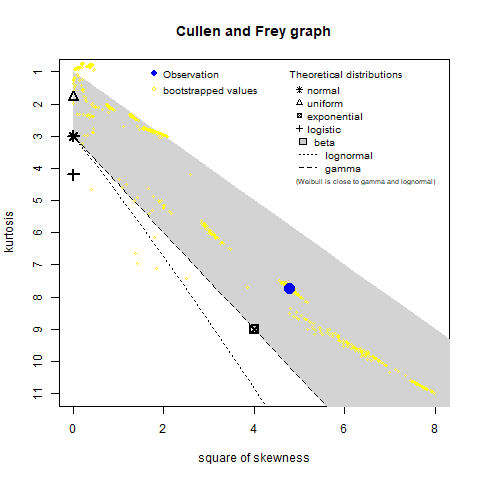 Cullen and Frey graph
Observation
bootstrapped values
Theoretical distributions
normal
uniform
exponential
logistic
beta
lognormal
gamma
(Weibull is close to gamma and lognormal)
kurtosis
1
2
3
4
5
6
7
8
9
10
11
0 2 4 6 8
square of skewness